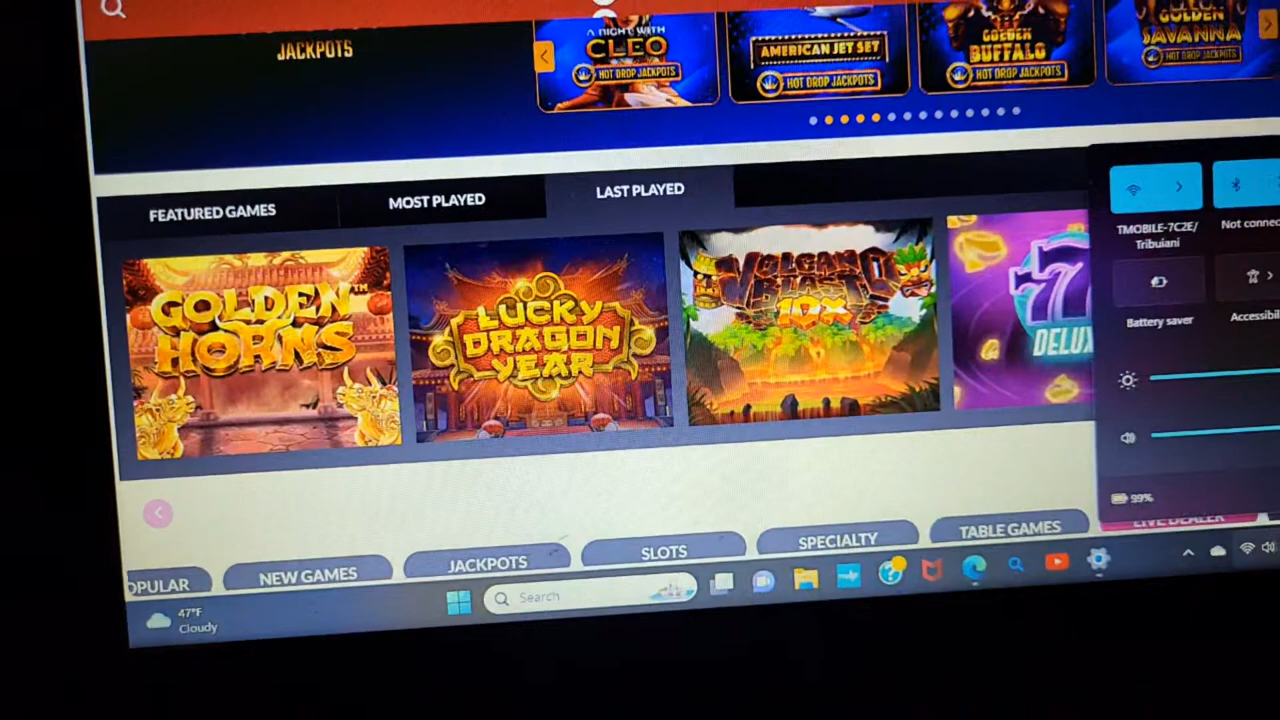 JACKPOTS
A NIGHT WITH
CLEO
HOT DROP JACKPOTS
AMERICAN JET SET
HOT DROP JACKPOTS
GOLDEN
BUFFALO
HOT DROP JACKPOTS
GOLDEN
SAVANNA
HOT DROP JACKPOTS
FEATURED GAMES
MOST PLAYED
LAST PLAYED
GOLDEN
HORNS™
LUCKY
DRAGON
YEAR
VOLCANO
BLAST
10X
777
DELUX
TMOBILE-7C2E/
Tribuiani
Not connec
Battery saver
Accessibil
99%
OPULAR
NEW GAMES
JACKPOTS
SLOTS
SPECIALTY
TABLE GAMES
LIVE DEALER
47°F
Cloudy
Search